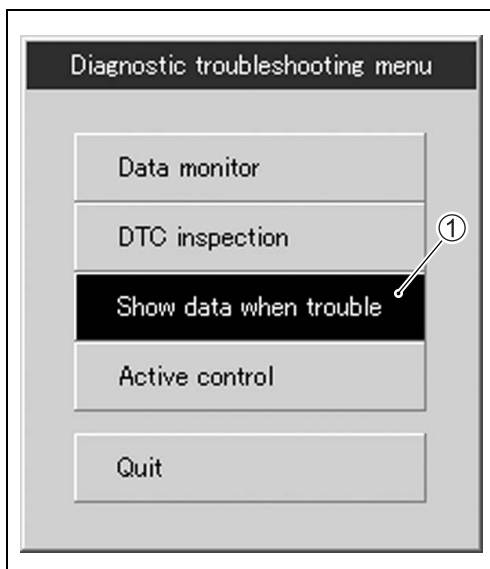 Diagnostic troubleshooting menu
Data monitor
DTC inspection
①
Show data when trouble
Active control
Quit